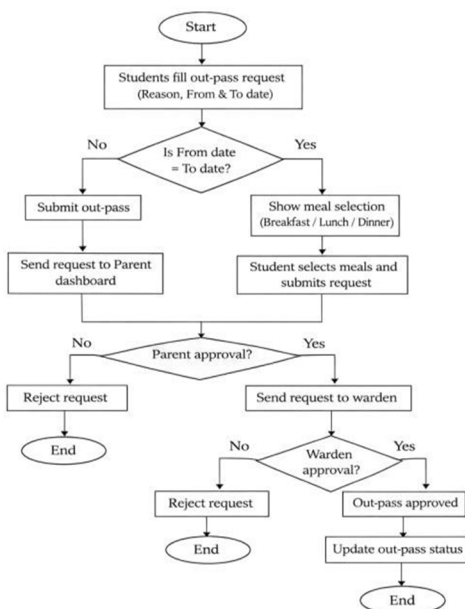 Start
Students fill out-pass request
(Reason, From & To date)
No
Yes
Is From date
= To date?
Submit out-pass
Show meal selection
(Breakfast / Lunch / Dinner)
Send request to Parent
dashboard
Student selects meals and
submits request
No
Yes
Parent approval?
Reject request
Send request to warden
End
No
Yes
Warden
approval?
Reject request
Out-pass approved
End
Update out-pass status
End